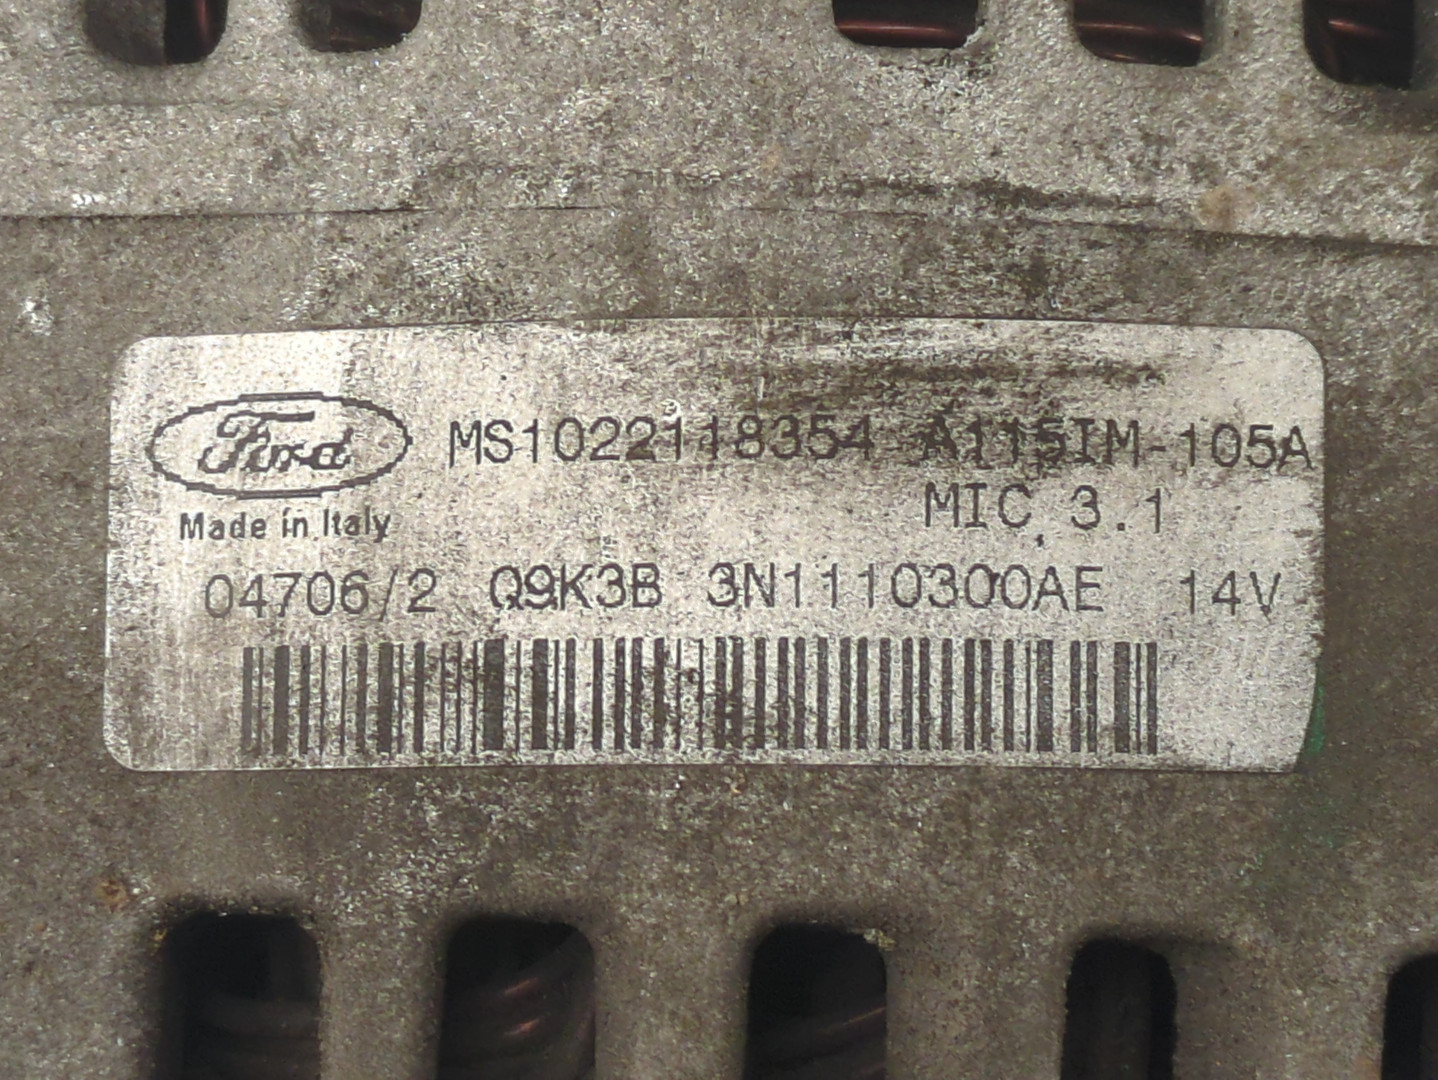 Ford MS1022118354 A115IM-105A
Made in Italy
MIC 3.1
04706/2 Q9K3B 3N1110300AE 14V